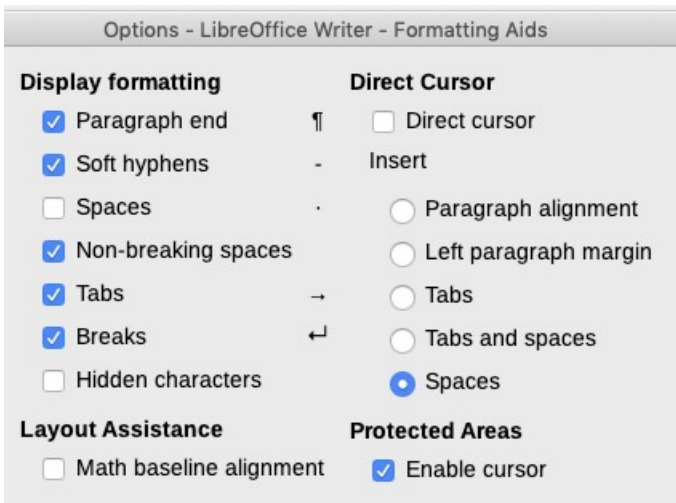 Options - LibreOffice Writer - Formatting Aids
Display formatting
Paragraph end ¶
Soft hyphens -
Spaces ·
Non-breaking spaces
Tabs →
Breaks ↵
Hidden characters
Layout Assistance
Math baseline alignment
Direct Cursor
Direct cursor
Insert
Paragraph alignment
Left paragraph margin
Tabs
Tabs and spaces
Spaces
Protected Areas
Enable cursor